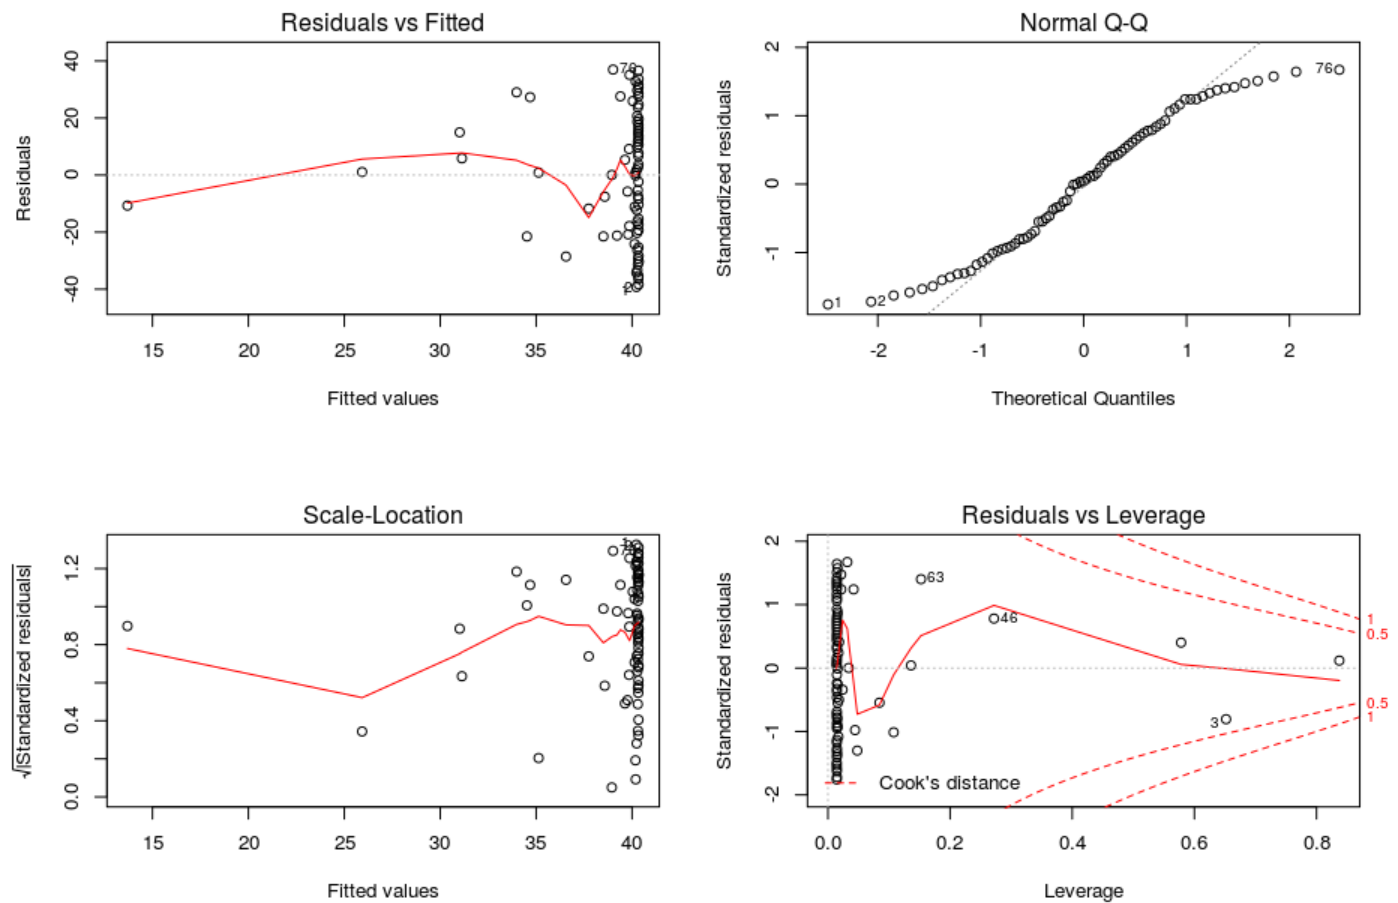 Residuals vs Fitted
Residuals
40
20
0
-20
-40
76
2
1
15 20 25 30 35 40
Fitted values
Normal Q-Q
Standardized residuals
2
1
0
-1
76
1
2
-2 -1 0 1 2
Theoretical Quantiles
Scale-Location
√|Standardized residuals|
1.2
0.8
0.4
0.0
1
15 20 25 30 35 40
Fitted values
Residuals vs Leverage
Standardized residuals
2
1
0
-1
-2
63
46
3
1
0.5
0.5
1
Cook's distance
0.0 0.2 0.4 0.6 0.8
Leverage